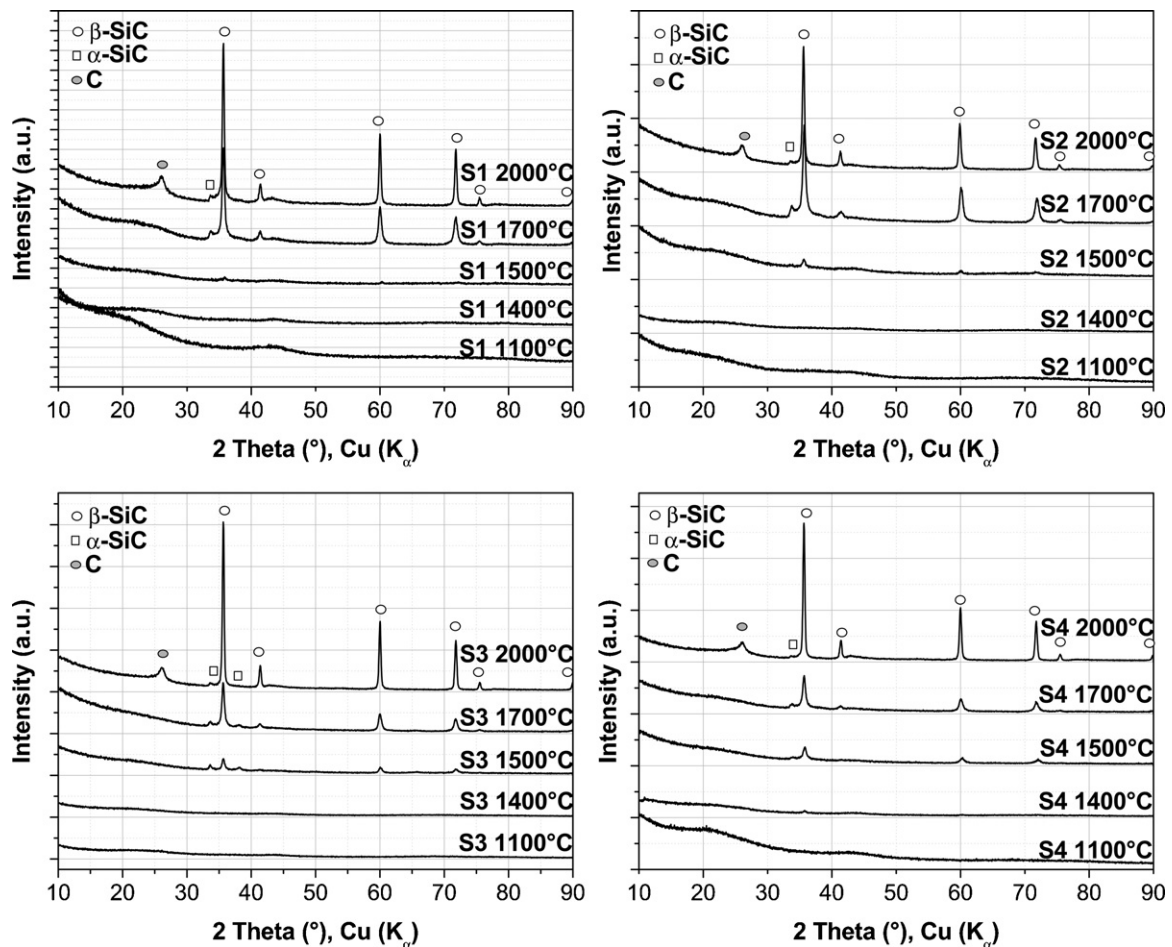 β-SiC
α-SiC
C
S1 2000°C
S1 1700°C
S1 1500°C
S1 1400°C
S1 1100°C
Intensity (a.u.)
10 20 30 40 50 60 70 80 90
2 Theta (°), Cu (Kα)
β-SiC
α-SiC
C
S2 2000°C
S2 1700°C
S2 1500°C
S2 1400°C
S2 1100°C
Intensity (a.u.)
10 20 30 40 50 60 70 80 90
2 Theta (°), Cu (Kα)
β-SiC
α-SiC
C
S3 2000°C
S3 1700°C
S3 1500°C
S3 1400°C
S3 1100°C
Intensity (a.u.)
10 20 30 40 50 60 70 80 90
2 Theta (°), Cu (Kα)
β-SiC
α-SiC
C
S4 2000°C
S4 1700°C
S4 1500°C
S4 1400°C
S4 1100°C
Intensity (a.u.)
10 20 30 40 50 60 70 80 90
2 Theta (°), Cu (Kα)